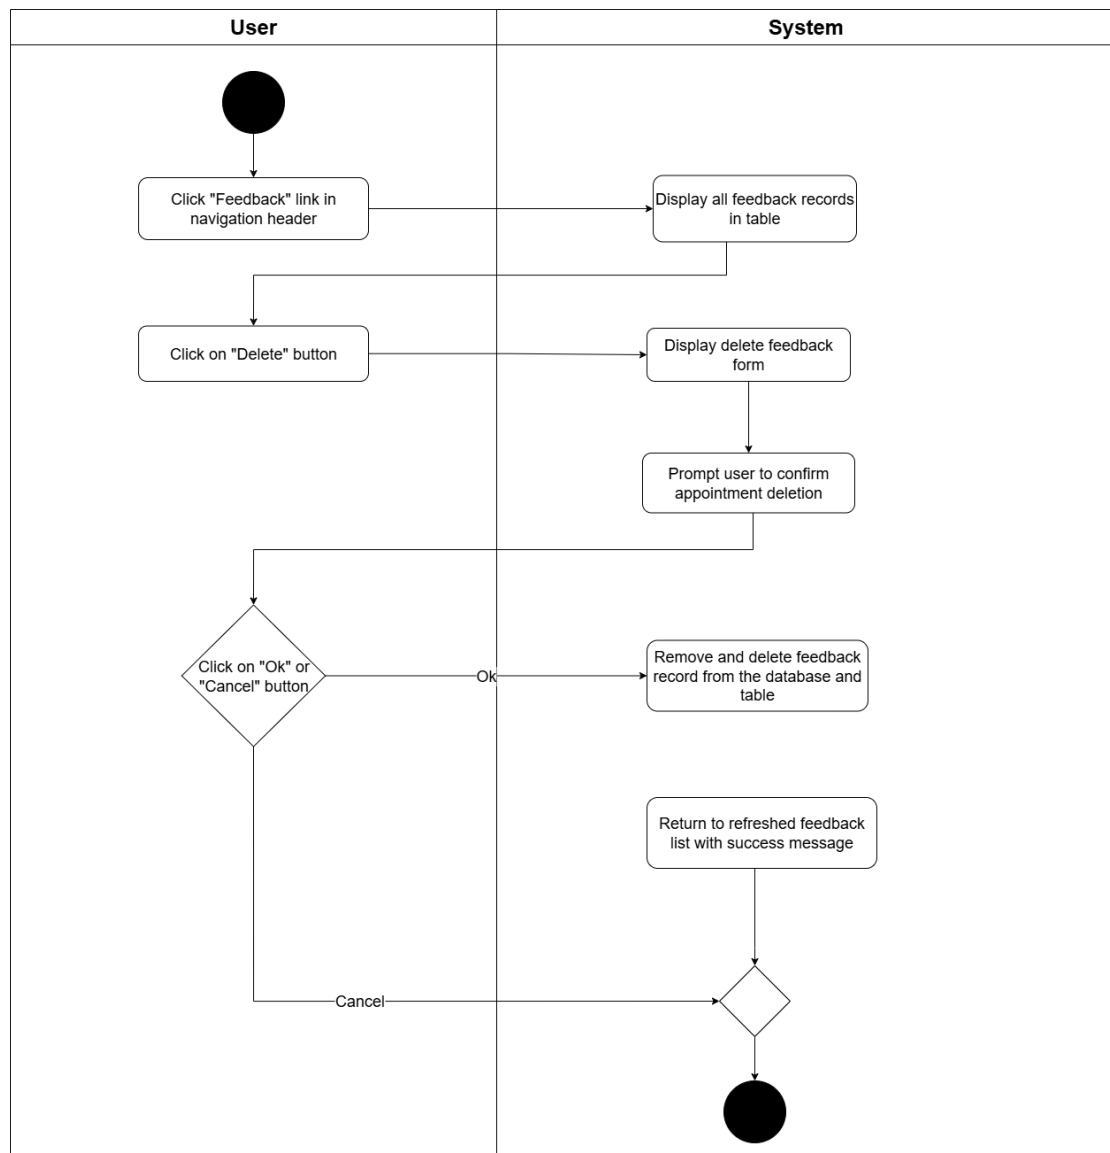 User
System
Click "Feedback" link in
navigation header
Display all feedback records
in table
Click on "Delete" button
Display delete feedback
form
Prompt user to confirm
appointment deletion
Click on "Ok" or
"Cancel" button
Ok
Remove and delete feedback
record from the database and
table
Return to refreshed feedback
list with success message
Cancel